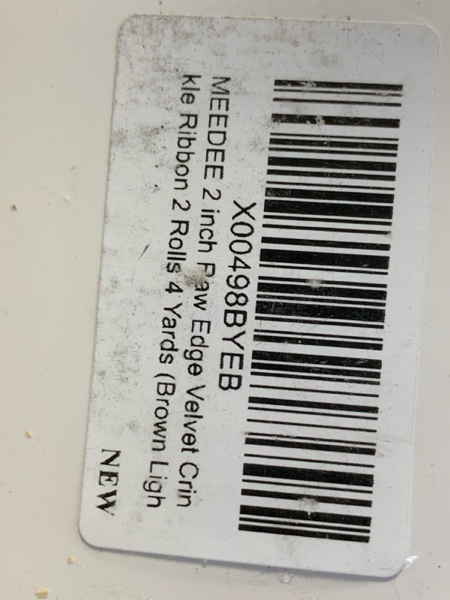 X00498BYEB
MEEDEE 2 inch Raw Edge Velvet Crin
kle Ribbon 2 Rolls 4 Yards (Brown Ligh
NEW